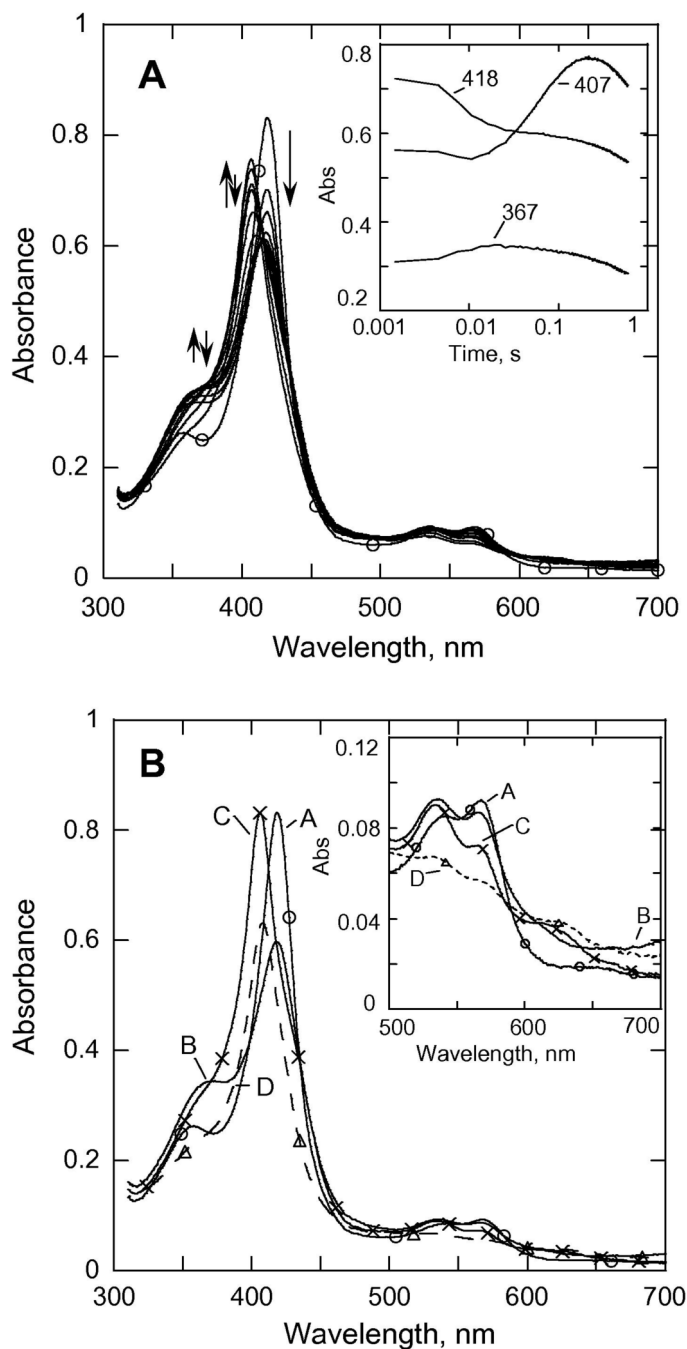 A
1
0.8
0.6
0.4
0.2
0
Absorbance
300 400 500 600 700
Wavelength, nm
0.8
0.6
0.4
0.2
Abs
418
407
367
0.001 0.01 0.1 1
Time, s
B
1
0.8
0.6
0.4
0.2
0
Absorbance
C
A
B
D
300 400 500 600 700
Wavelength, nm
0.12
0.08
0.04
0
Abs
A
C
D
B
500 600 700
Wavelength, nm